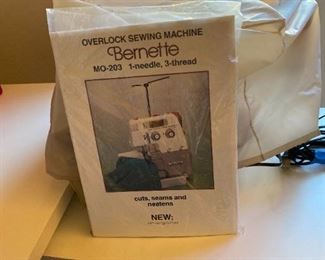 OVERLOCK SEWING MACHINE
Bernette
MO-203 1-needle, 3-thread
cuts, seams and
neatens
NEW: